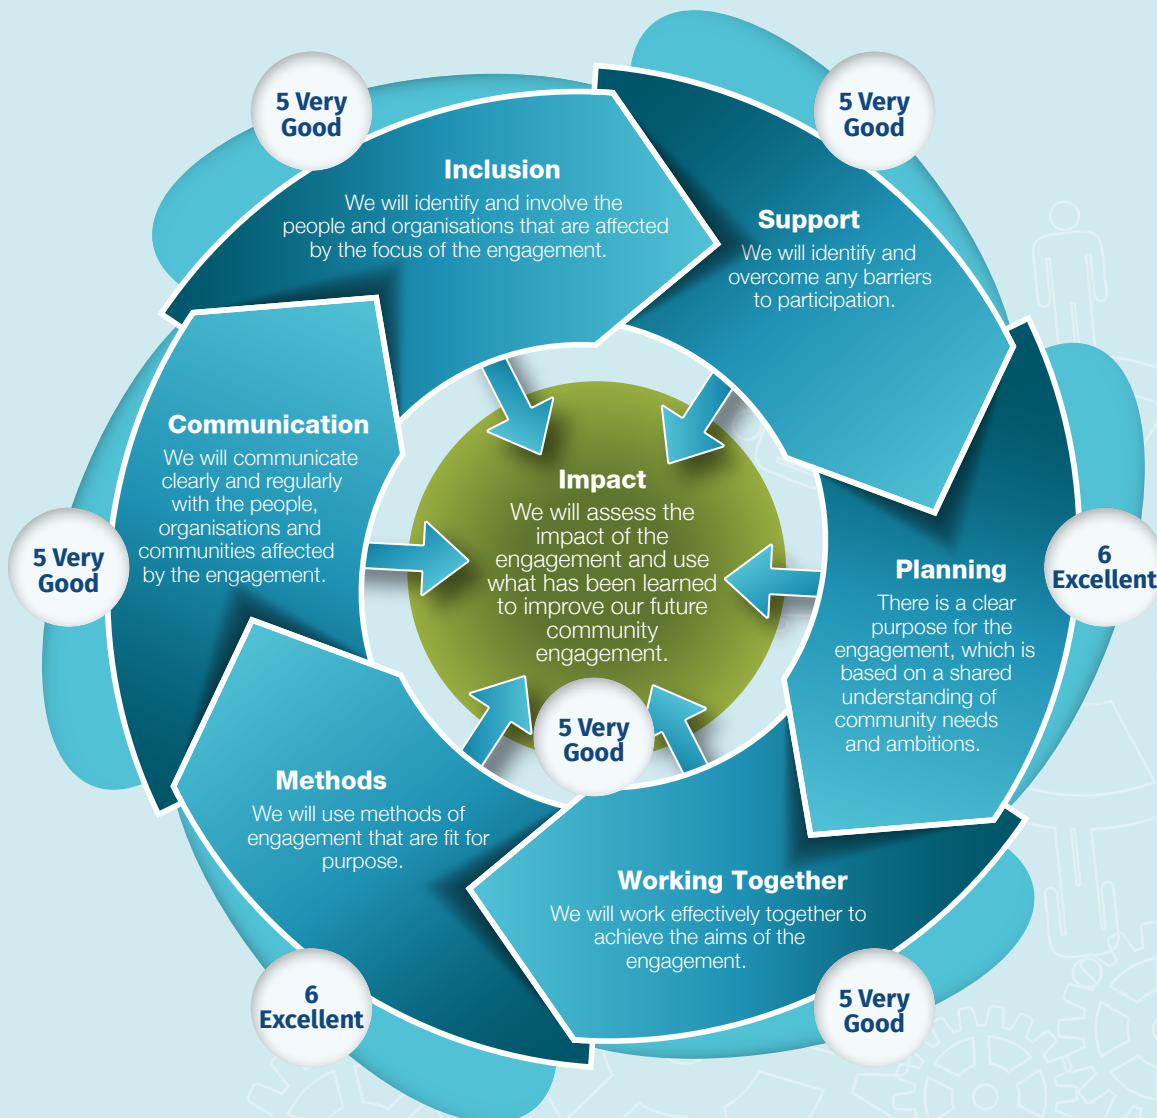 5 Very
Good
Inclusion
We will identify and involve the
people and organisations that are affected
by the focus of the engagement.
5 Very
Good
Support
We will identify and
overcome any barriers
to participation.
6
Excellent
Planning
There is a clear
purpose for the
engagement, which is
based on a shared
understanding of
community needs
and ambitions.
5 Very
Good
Working Together
We will work effectively together to
achieve the aims of the
engagement.
6
Excellent
Methods
We will use methods of
engagement that are fit for
purpose.
5 Very
Good
Communication
We will communicate
clearly and regularly
with the people,
organisations and
communities affected
by the engagement.
Impact
We will assess the
impact of the
engagement and use
what has been learned
to improve our future
community
engagement.
5 Very
Good